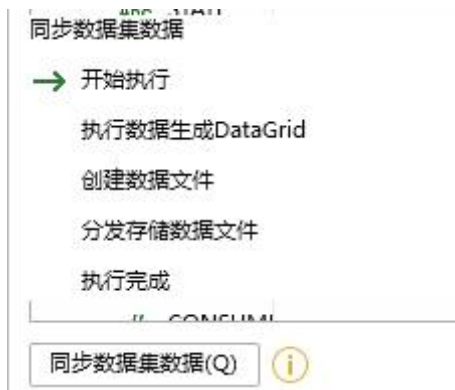 同步数据集数据
开始执行
执行数据生成DataGrid
创建数据文件
分发存储数据文件
执行完成
同步数据集数据(Q)